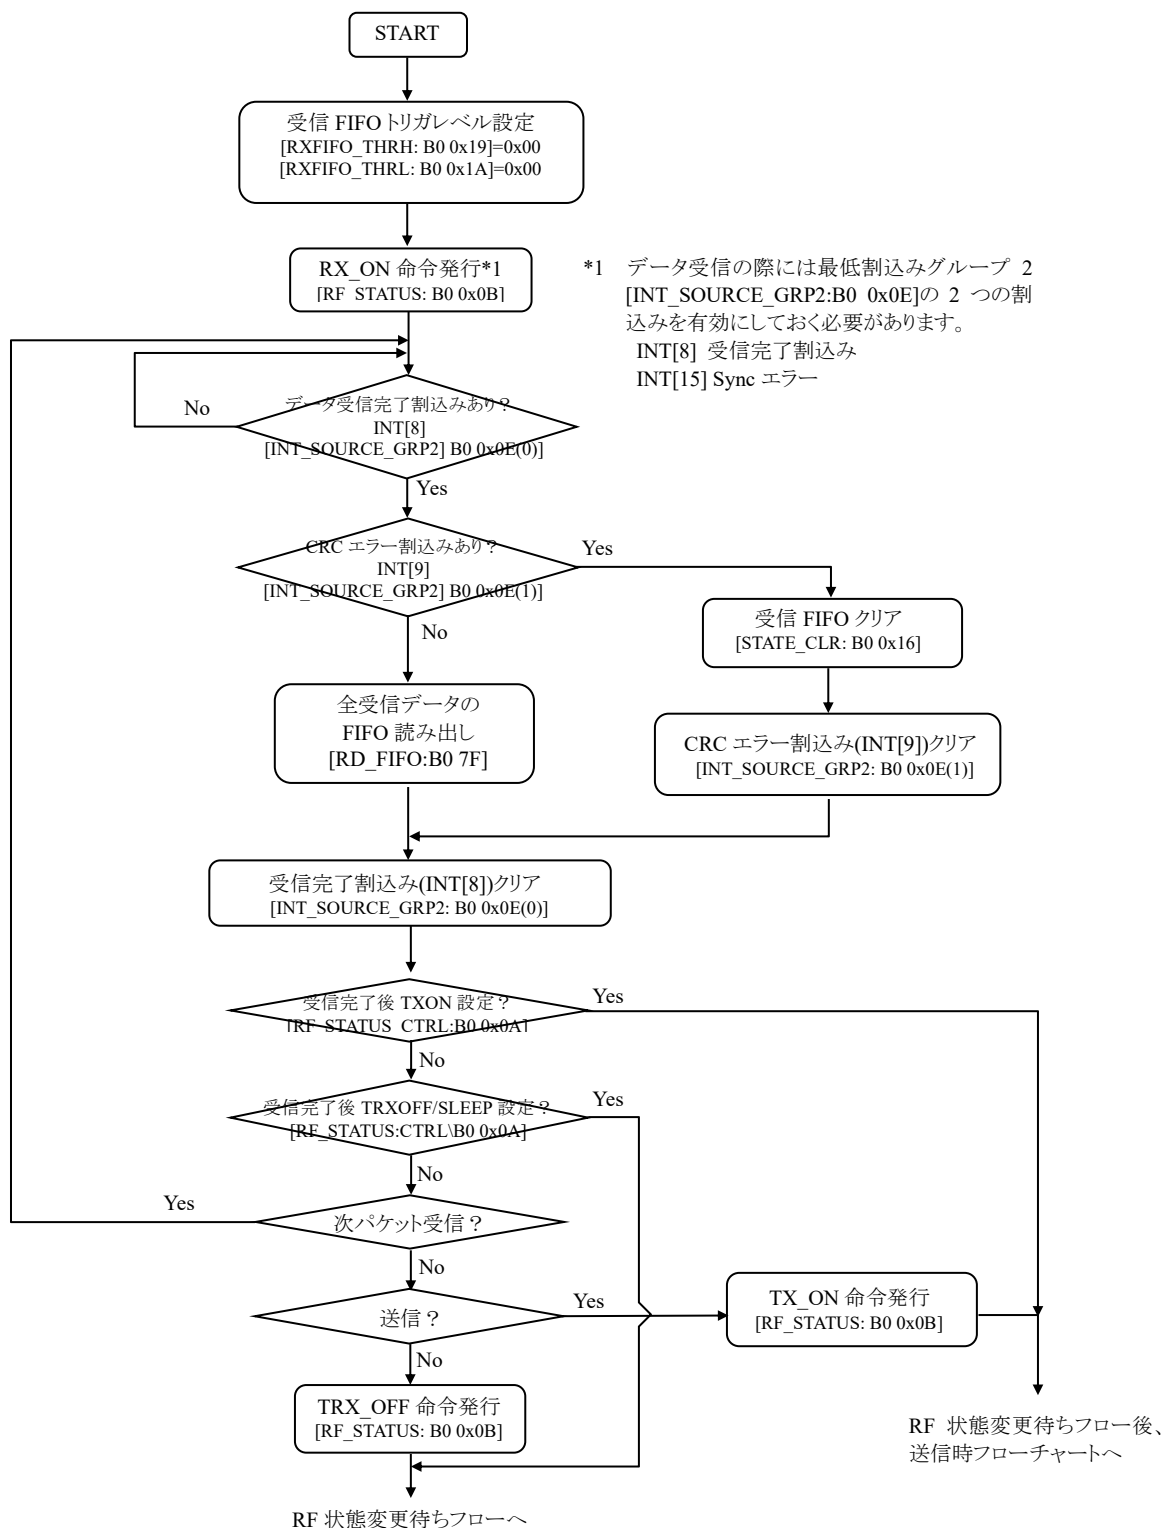 START
受信 FIFO トリガレベル設定
[RXFIFO_THRH: B0 0x19]=0x00
[RXFIFO_THRL: B0 0x1A]=0x00
RX_ON 命令発行*1
[RF_STATUS: B0 0x0B]
*1 データ受信の際には最低割込みグループ 2
[INT_SOURCE_GRP2:B0 0x0E]の 2 つの割
込みを有効にしておく必要があります。
INT[8] 受信完了割込み
INT[15] Sync エラー
データ受信完了割込みあり？
INT[8]
[INT_SOURCE_GRP2] B0 0x0E(0)]
No
Yes
CRC エラー割込みあり？
INT[9]
[INT_SOURCE_GRP2] B0 0x0E(1)]
Yes
No
受信 FIFO クリア
[STATE_CLR: B0 0x16]
全受信データの
FIFO 読み出し
[RD_FIFO:B0 7F]
CRC エラー割込み(INT[9])クリア
[INT_SOURCE_GRP2: B0 0x0E(1)]
受信完了割込み(INT[8])クリア
[INT_SOURCE_GRP2: B0 0x0E(0)]
受信完了後 TXON 設定？
[RF_STATUS_CTRL:B0 0x0A]
Yes
No
受信完了後 TRXOFF/SLEEP 設定？
[RF_STATUS:CTRL\B0 0x0A]
Yes
No
次パケット受信？
Yes
No
送信？
Yes
No
TX_ON 命令発行
[RF_STATUS: B0 0x0B]
TRX_OFF 命令発行
[RF_STATUS: B0 0x0B]
RF 状態変更待ちフロー後、
送信時フローチャートへ
RF 状態変更待ちフローへ